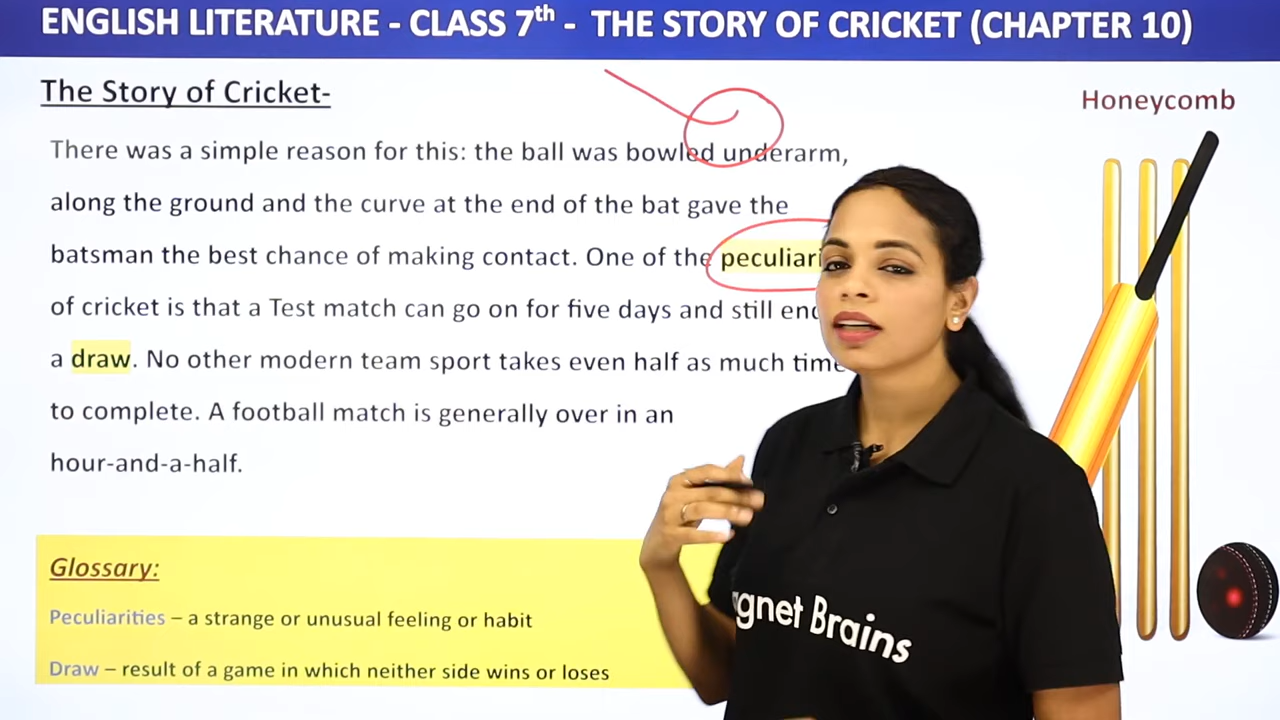 ENGLISH LITERATURE - CLASS 7th - THE STORY OF CRICKET (CHAPTER 10)
The Story of Cricket-
Honeycomb
There was a simple reason for this: the ball was bowled underarm,
along the ground and the curve at the end of the bat gave the
batsman the best chance of making contact. One of the peculiari
of cricket is that a Test match can go on for five days and still end
a draw. No other modern team sport takes even half as much time
to complete. A football match is generally over in an
hour-and-a-half.
Glossary:
Peculiarities – a strange or unusual feeling or habit
Draw – result of a game in which neither side wins or loses
gnet Brains